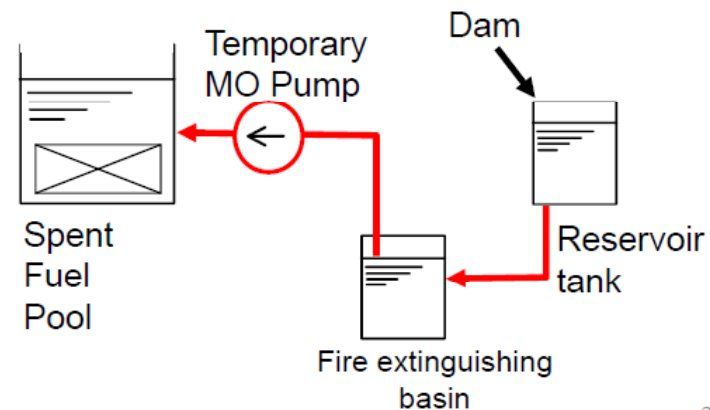 Dam
Temporary
MO Pump
Spent
Fuel
Pool
Reservoir
tank
Fire extinguishing
basin